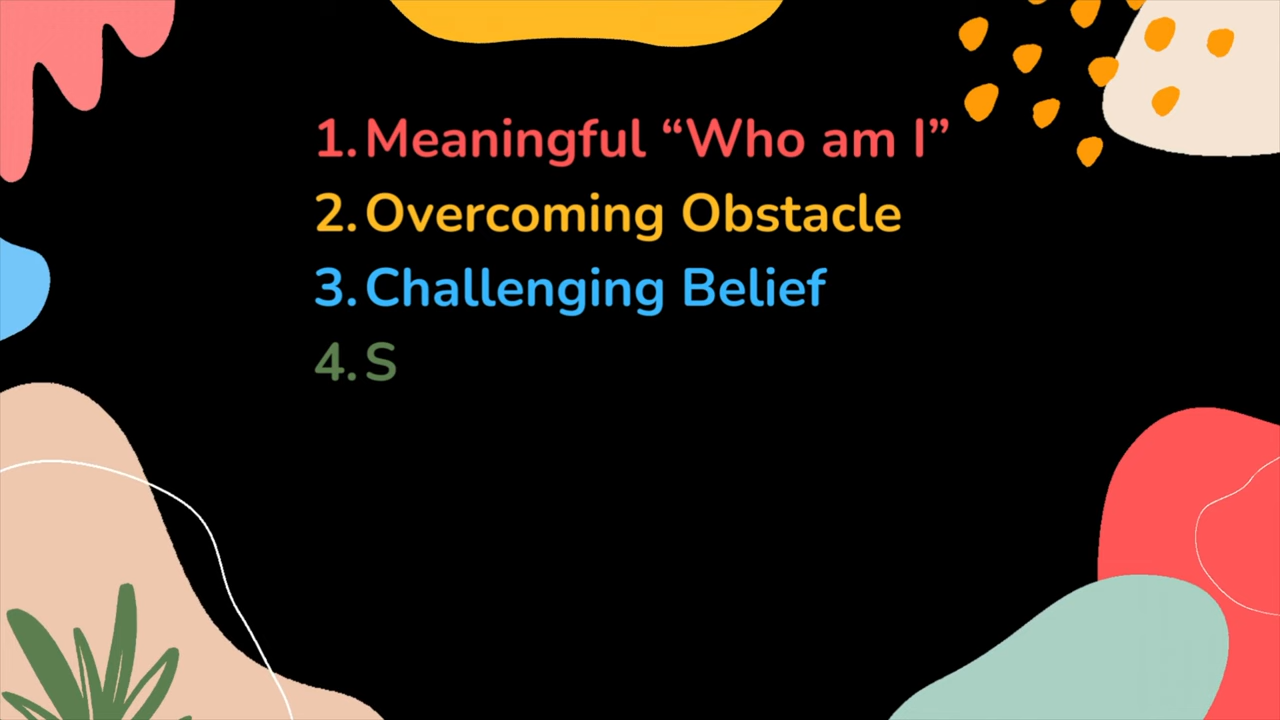 1. Meaningful “Who am I”
2. Overcoming Obstacle
3. Challenging Belief
4. S